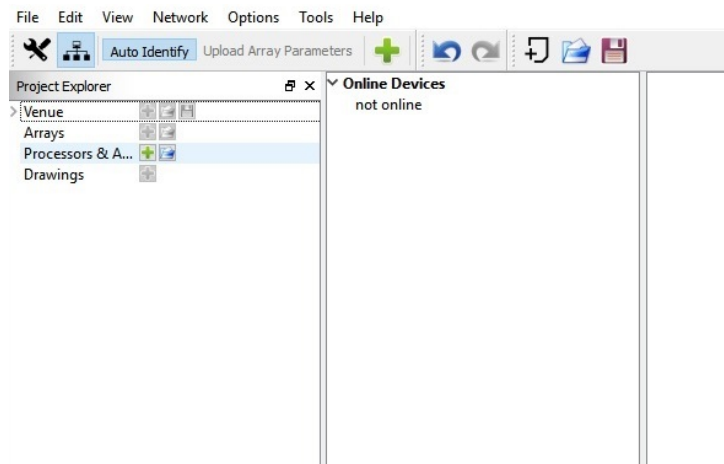 File Edit View Network Options Tools Help
Auto Identify Upload Array Parameters
Project Explorer
Venue
Arrays
Processors & A...
Drawings
Online Devices
not online